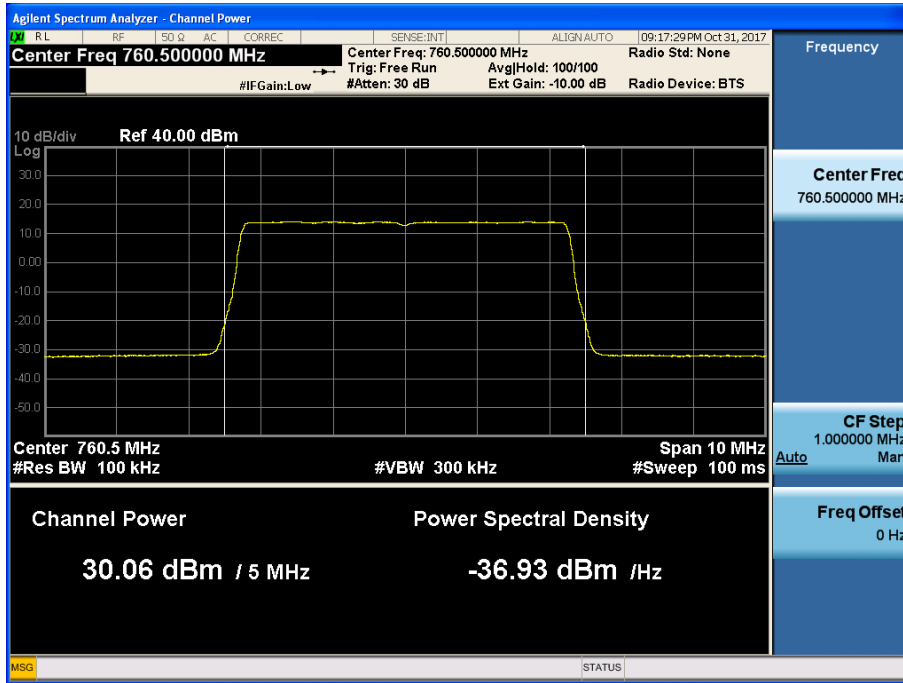 Agilent Spectrum Analyzer - Channel Power
LXI RL RF 50 Ω AC CORREC SENSE:INT ALIGN AUTO 09:17:29 PM Oct 31, 2017
Center Freq 760.500000 MHz
Center Freq: 760.500000 MHz Radio Std: None
Trig: Free Run Avg|Hold: 100/100
#IFGain:Low #Atten: 30 dB Ext Gain: -10.00 dB Radio Device: BTS
10 dB/div Ref 40.00 dBm
Log
30.0
20.0
10.0
0.00
-10.0
-20.0
-30.0
-40.0
-50.0
Center 760.5 MHz Span 10 MHz
#Res BW 100 kHz #VBW 300 kHz #Sweep 100 ms
Channel Power Power Spectral Density
30.06 dBm / 5 MHz -36.93 dBm /Hz
MSG STATUS
Frequency
Center Freq
760.500000 MHz
CF Step
1.000000 MHz
Auto Man
Freq Offset
0 Hz